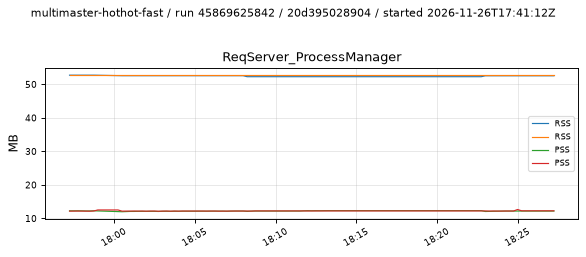 multimaster-hothot-fast / run 45869625842 / 20d395028904 / started 2026-11-26T17:41:12Z
ReqServer_ProcessManager
MB
50
40
30
20
10
18:00
18:05
18:10
18:15
18:20
18:25
RSS
RSS
PSS
PSS